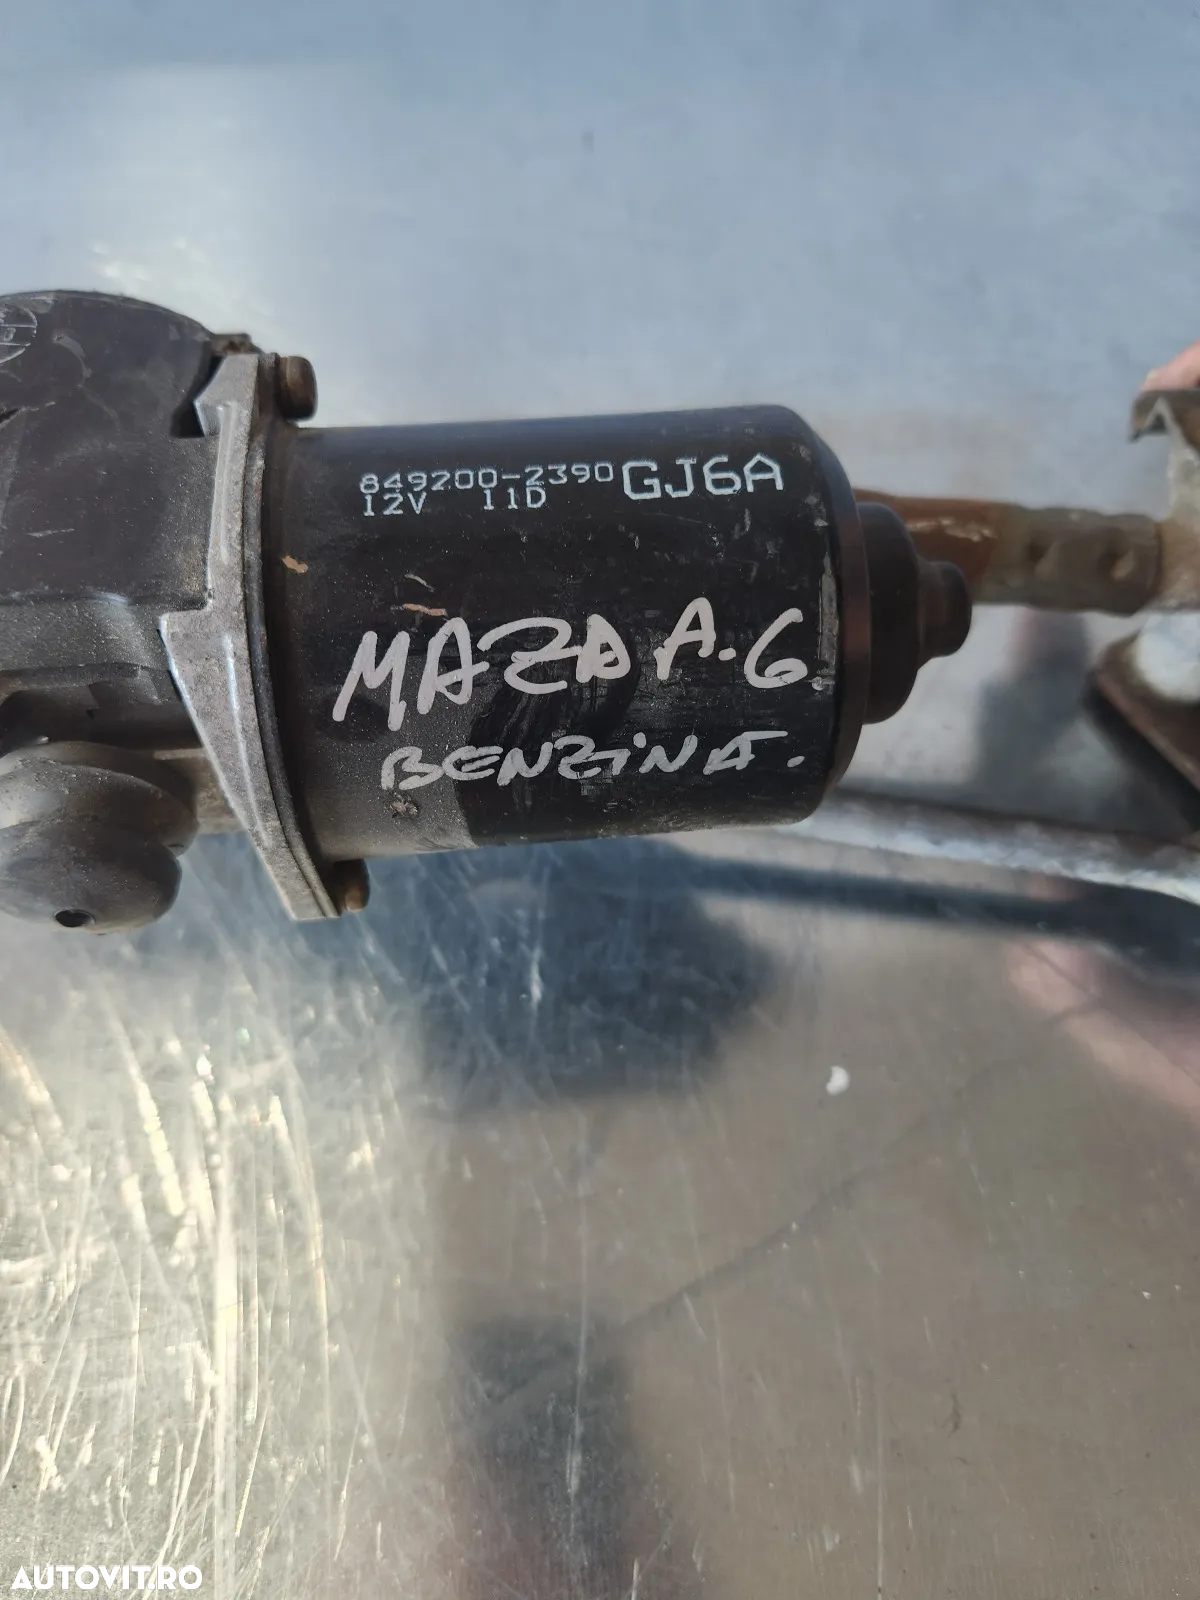 849200-2390 GJ6A
12V 11D
MAZDA.6.
BENZINA.
AUTOVIT.RO